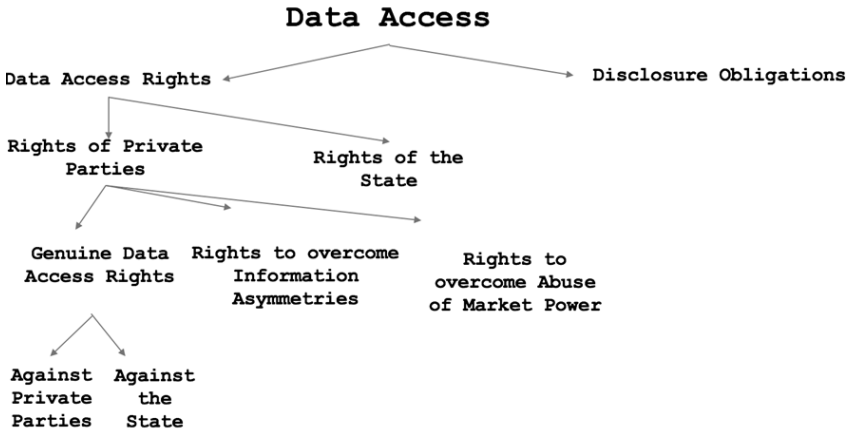 Data Access
Data Access Rights
Disclosure Obligations
Rights of Private
Parties
Rights of the
State
Genuine Data
Access Rights
Rights to overcome
Information
Asymmetries
Rights to
overcome Abuse
of Market Power
Against
Private
Parties
Against
the
State